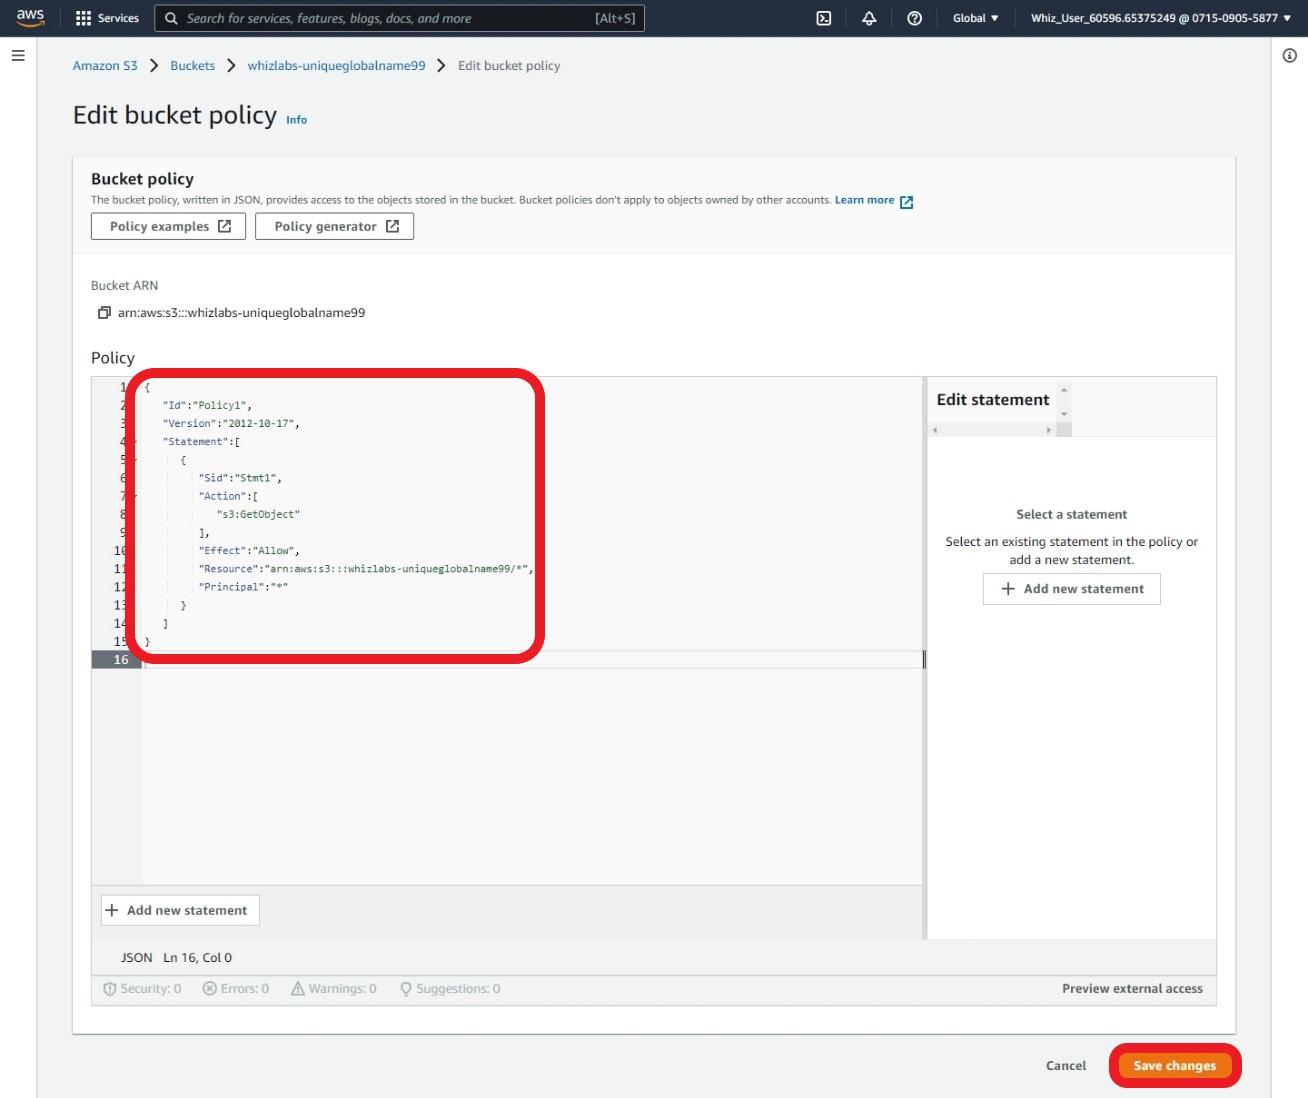 aws Services Search for services, features, blogs, docs, and more [Alt+S] Global Whiz_User_60596.65375249 @ 0715-0905-5877
Amazon S3 > Buckets > whizlabs-uniqueglobalname99 > Edit bucket policy
Edit bucket policy Info
Bucket policy
The bucket policy, written in JSON, provides access to the objects stored in the bucket. Bucket policies don't apply to objects owned by other accounts. Learn more
Policy examples Policy generator
Bucket ARN
arn:aws:s3:::whizlabs-uniqueglobalname99
Policy
1 {
2 "Id":"Policy1",
3 "Version":"2012-10-17",
4 "Statement":[
5 {
6 "Sid":"Stmt1",
7 "Action":[
8 "s3:GetObject"
9 ],
10 "Effect":"Allow",
11 "Resource":"arn:aws:s3:::whizlabs-uniqueglobalname99/*",
12 "Principal":"*"
13 }
14 ]
15 }
16
Edit statement
Select a statement
Select an existing statement in the policy or
add a new statement.
+ Add new statement
+ Add new statement
JSON Ln 16, Col 0
Security: 0 Errors: 0 Warnings: 0 Suggestions: 0 Preview external access
Cancel Save changes